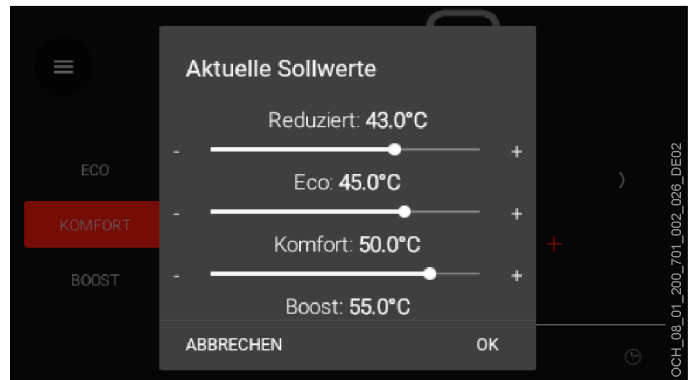 Aktuelle Sollwerte
Reduziert: 43.0°C
- +
ECO
Eco: 45.0°C
- +
KOMFORT
Komfort: 50.0°C
+
- +
BOOST
Boost: 55.0°C
ABBRECHEN OK
OCH_08_01_200_701_002_026_DE02